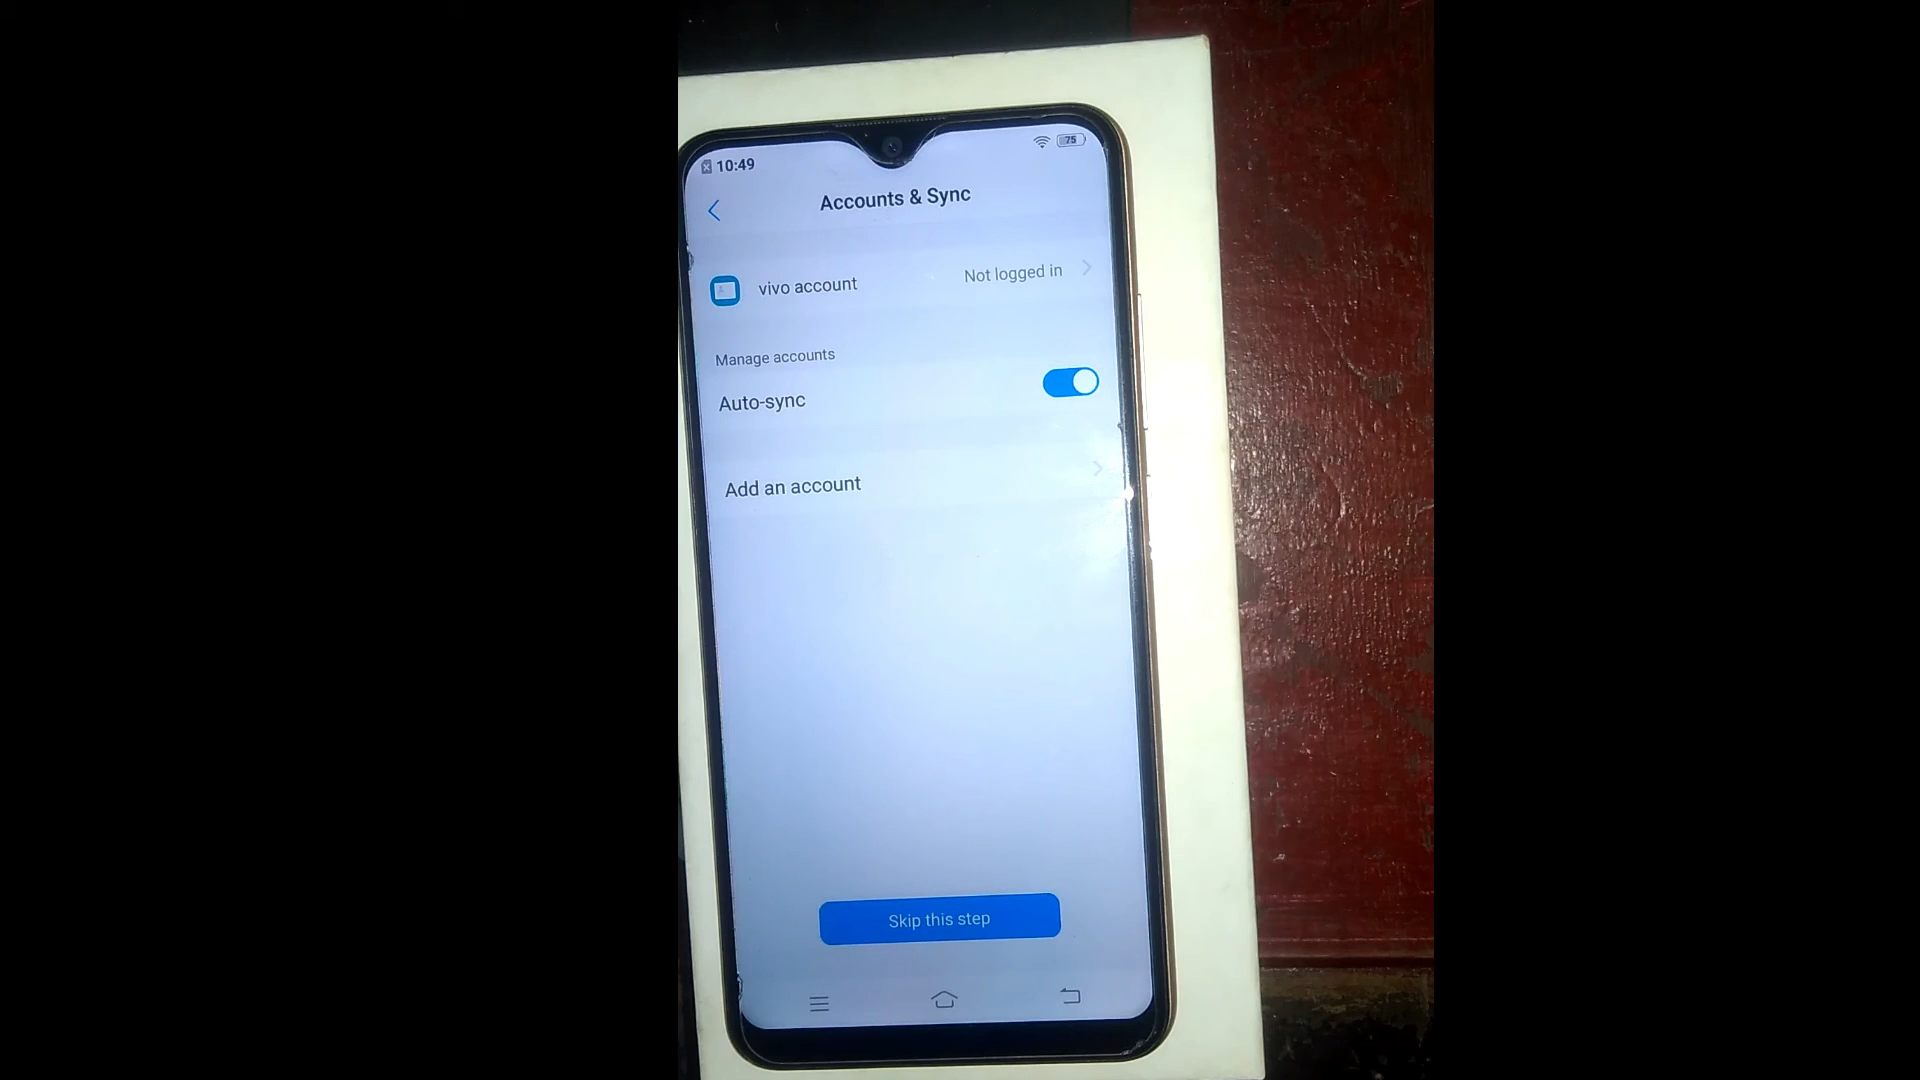 10:49
75
Accounts & Sync
vivo account
Not logged in
Manage accounts
Auto-sync
Add an account
Skip this step